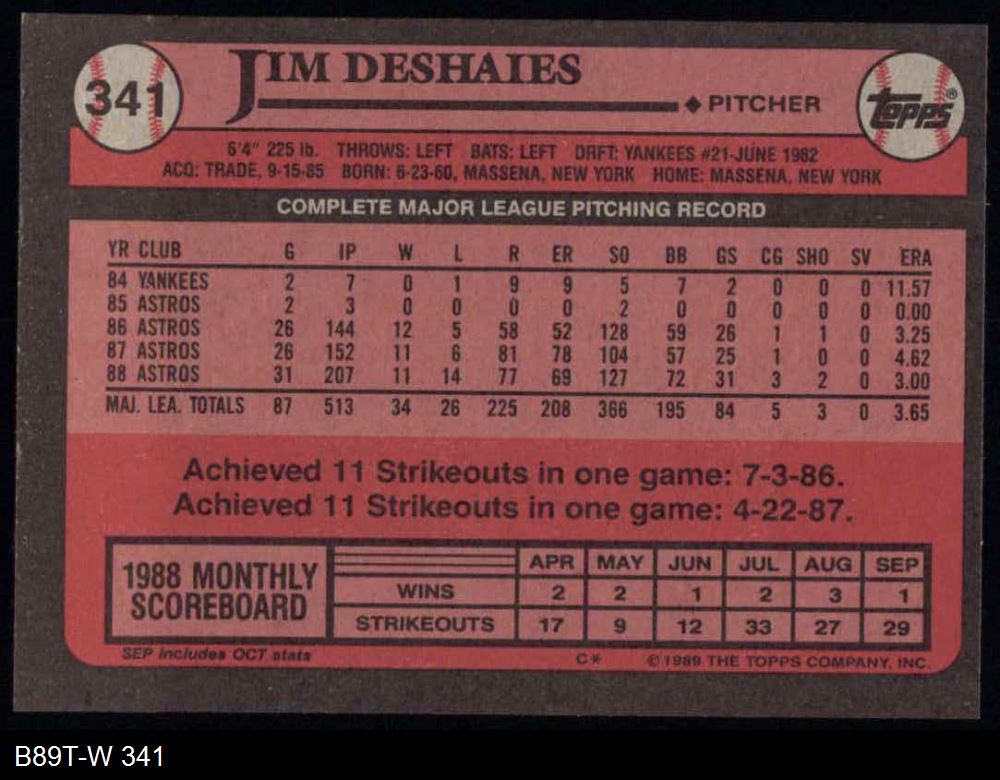 341
JIM DESHAIES
◆ PITCHER
TOPPS®
6'4" 225 lb. THROWS: LEFT BATS: LEFT DRFT: YANKEES #21-JUNE 1982
ACQ: TRADE, 9-15-85 BORN: 6-23-60, MASSENA, NEW YORK HOME: MASSENA, NEW YORK
COMPLETE MAJOR LEAGUE PITCHING RECORD
YR CLUB G IP W L R ER SO BB GS CG SHO SV ERA
84 YANKEES 2 7 0 1 9 9 5 7 2 0 0 0 11.57
85 ASTROS 2 3 0 0 0 0 2 0 0 0 0 0 0.00
86 ASTROS 26 144 12 5 58 52 128 59 26 1 1 0 3.25
87 ASTROS 26 152 11 6 81 78 104 57 25 1 0 0 4.62
88 ASTROS 31 207 11 14 77 69 127 72 31 3 2 0 3.00
MAJ. LEA. TOTALS 87 513 34 26 225 208 366 195 84 5 3 0 3.65
Achieved 11 Strikeouts in one game: 7-3-86.
Achieved 11 Strikeouts in one game: 4-22-87.
1988 MONTHLY SCOREBOARD
APR MAY JUN JUL AUG SEP
WINS 2 2 1 2 3 1
STRIKEOUTS 17 9 12 33 27 29
SEP includes OCT stats C* © 1989 THE TOPPS COMPANY, INC.
B89T-W 341